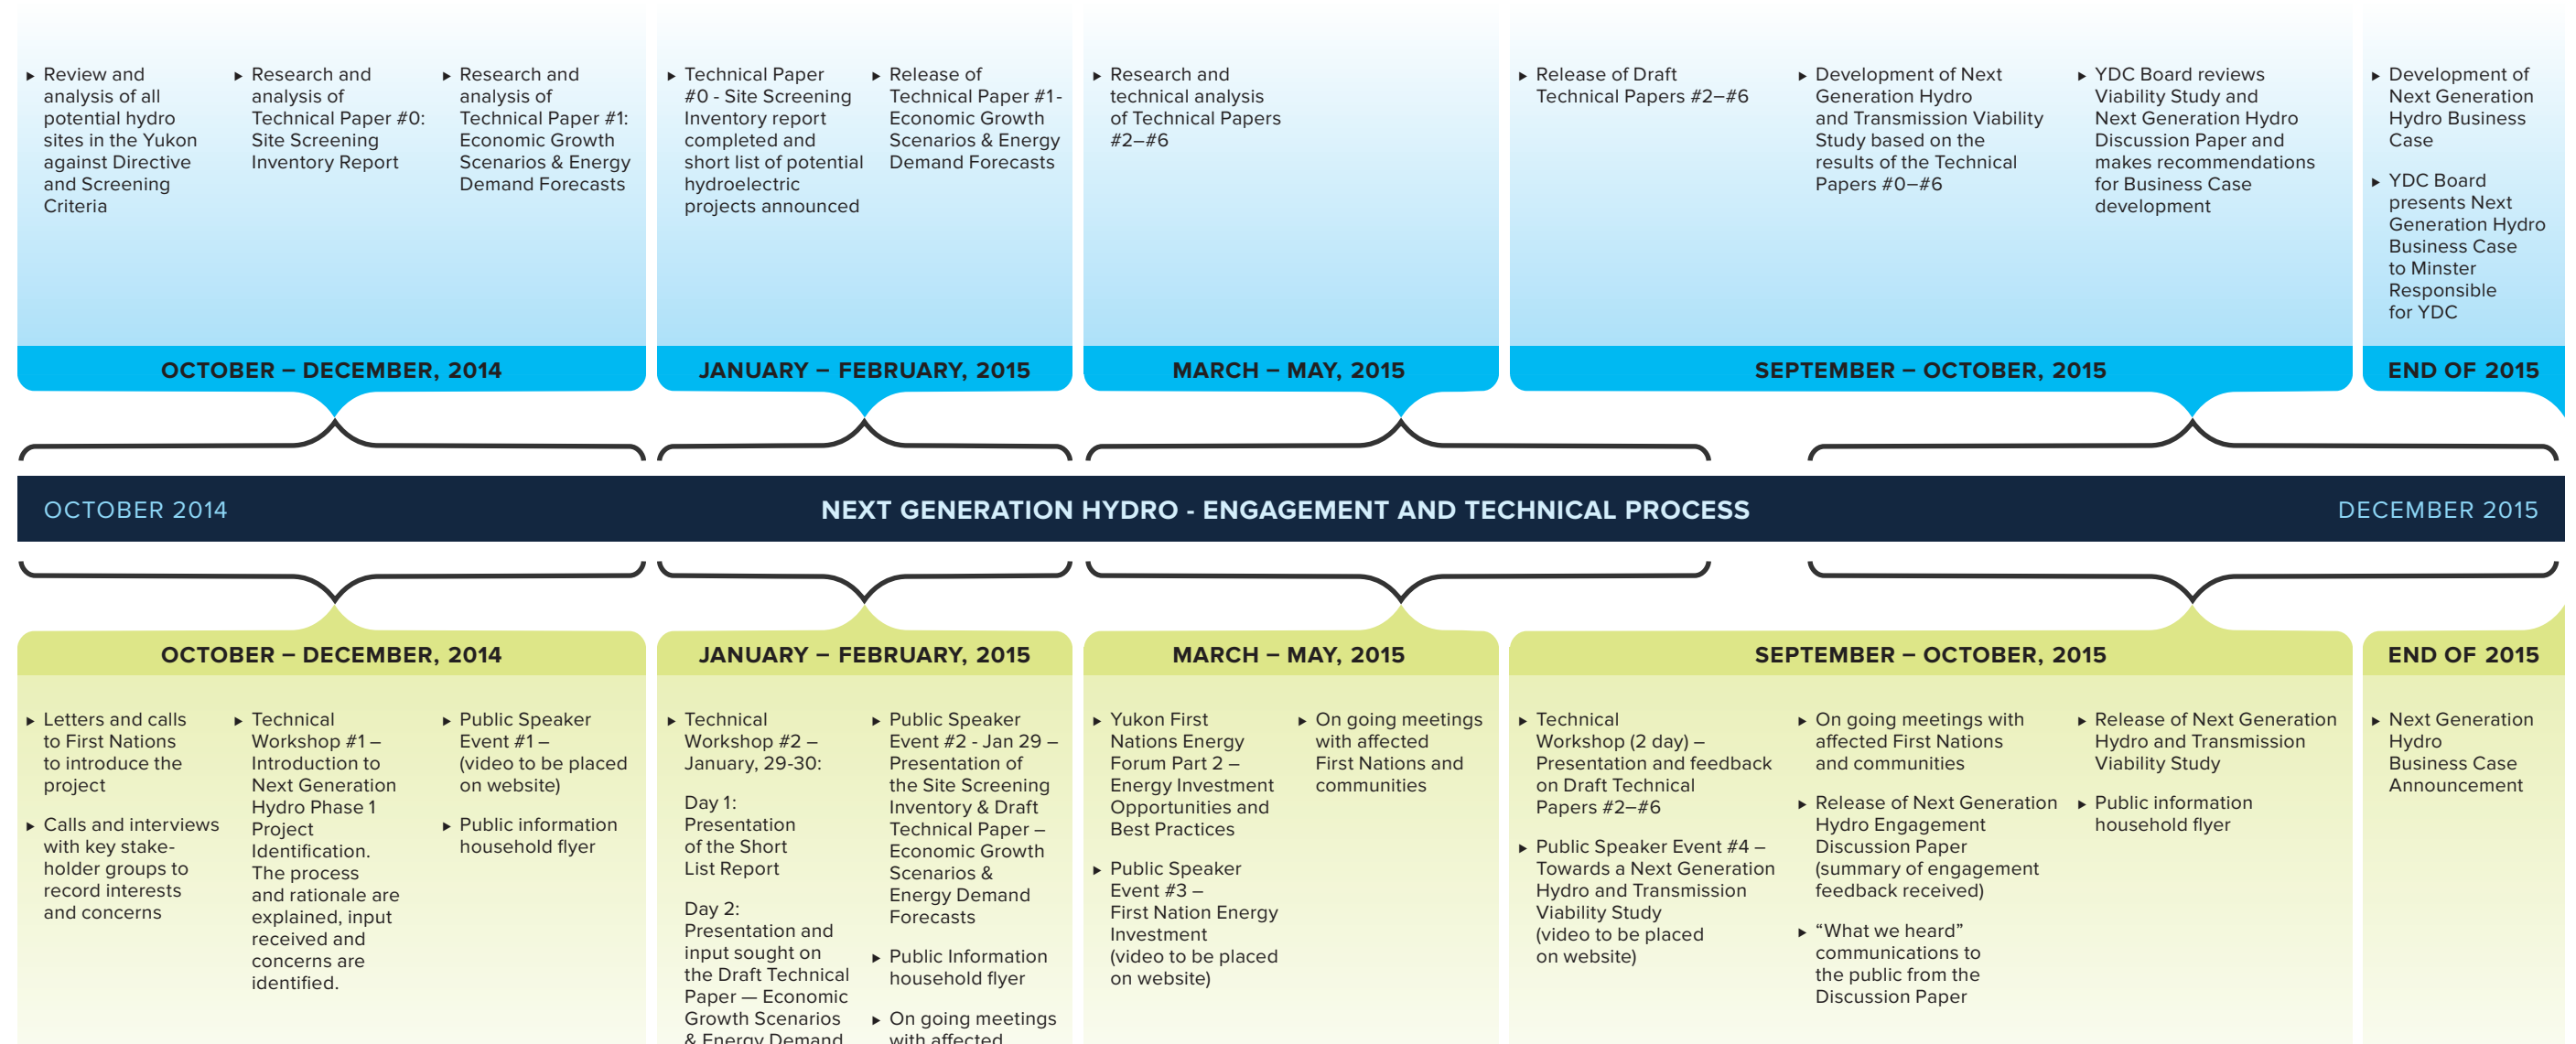 ► Review and
analysis of all
potential hydro
sites in the Yukon
against Directive
and Screening
Criteria
► Research and
analysis of
Technical Paper #0:
Site Screening
Inventory Report
► Research and
analysis of
Technical Paper #1:
Economic Growth
Scenarios & Energy
Demand Forecasts
OCTOBER – DECEMBER, 2014
► Technical Paper
#0 - Site Screening
Inventory report
completed and
short list of potential
hydroelectric
projects announced
► Release of
Technical Paper #1-
Economic Growth
Scenarios & Energy
Demand Forecasts
JANUARY – FEBRUARY, 2015
► Research and
technical analysis
of Technical Papers
#2–#6
MARCH – MAY, 2015
► Release of Draft
Technical Papers #2–#6
► Development of Next
Generation Hydro
and Transmission Viability
Study based on the
results of the Technical
Papers #0–#6
► YDC Board reviews
Viability Study and
Next Generation Hydro
Discussion Paper and
makes recommendations
for Business Case
development
SEPTEMBER – OCTOBER, 2015
► Development of
Next Generation
Hydro Business
Case
► YDC Board
presents Next
Generation Hydro
Business Case
to Minster
Responsible
for YDC
END OF 2015
OCTOBER 2014
NEXT GENERATION HYDRO - ENGAGEMENT AND TECHNICAL PROCESS
DECEMBER 2015
OCTOBER – DECEMBER, 2014
► Letters and calls
to First Nations
to introduce the
project
► Calls and interviews
with key stake-
holder groups to
record interests
and concerns
► Technical
Workshop #1 –
Introduction to
Next Generation
Hydro Phase 1
Project
Identification.
The process
and rationale are
explained, input
received and
concerns are
identified.
► Public Speaker
Event #1 –
(video to be placed
on website)
► Public information
household flyer
JANUARY – FEBRUARY, 2015
► Technical
Workshop #2 –
January, 29-30:
Day 1:
Presentation
of the Short
List Report
Day 2:
Presentation and
input sought on
the Draft Technical
Paper — Economic
Growth Scenarios
& Energy Demand
► Public Speaker
Event #2 - Jan 29 –
Presentation of
the Site Screening
Inventory & Draft
Technical Paper –
Economic Growth
Scenarios &
Energy Demand
Forecasts
► Public Information
household flyer
► On going meetings
with affected
MARCH – MAY, 2015
► Yukon First
Nations Energy
Forum Part 2 –
Energy Investment
Opportunities and
Best Practices
► Public Speaker
Event #3 –
First Nation Energy
Investment
(video to be placed
on website)
► On going meetings
with affected
First Nations and
communities
SEPTEMBER – OCTOBER, 2015
► Technical
Workshop (2 day) –
Presentation and feedback
on Draft Technical
Papers #2–#6
► Public Speaker Event #4 –
Towards a Next Generation
Hydro and Transmission
Viability Study
(video to be placed
on website)
► On going meetings with
affected First Nations
and communities
► Release of Next Generation
Hydro Engagement
Discussion Paper
(summary of engagement
feedback received)
► “What we heard”
communications to
the public from the
Discussion Paper
► Release of Next Generation
Hydro and Transmission
Viability Study
► Public information
household flyer
END OF 2015
► Next Generation
Hydro
Business Case
Announcement